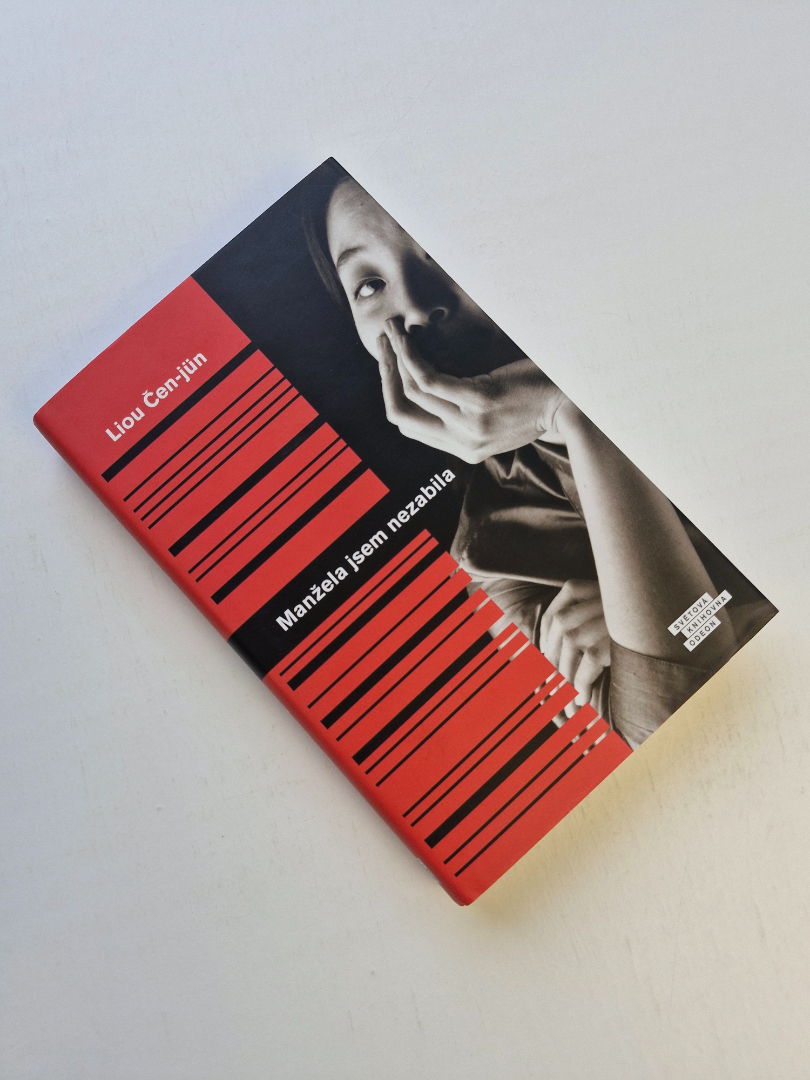 Liou Čen-jün
Manžela jsem nezabila
SVĚTOVÁ
KNIHOVNA
ODEON